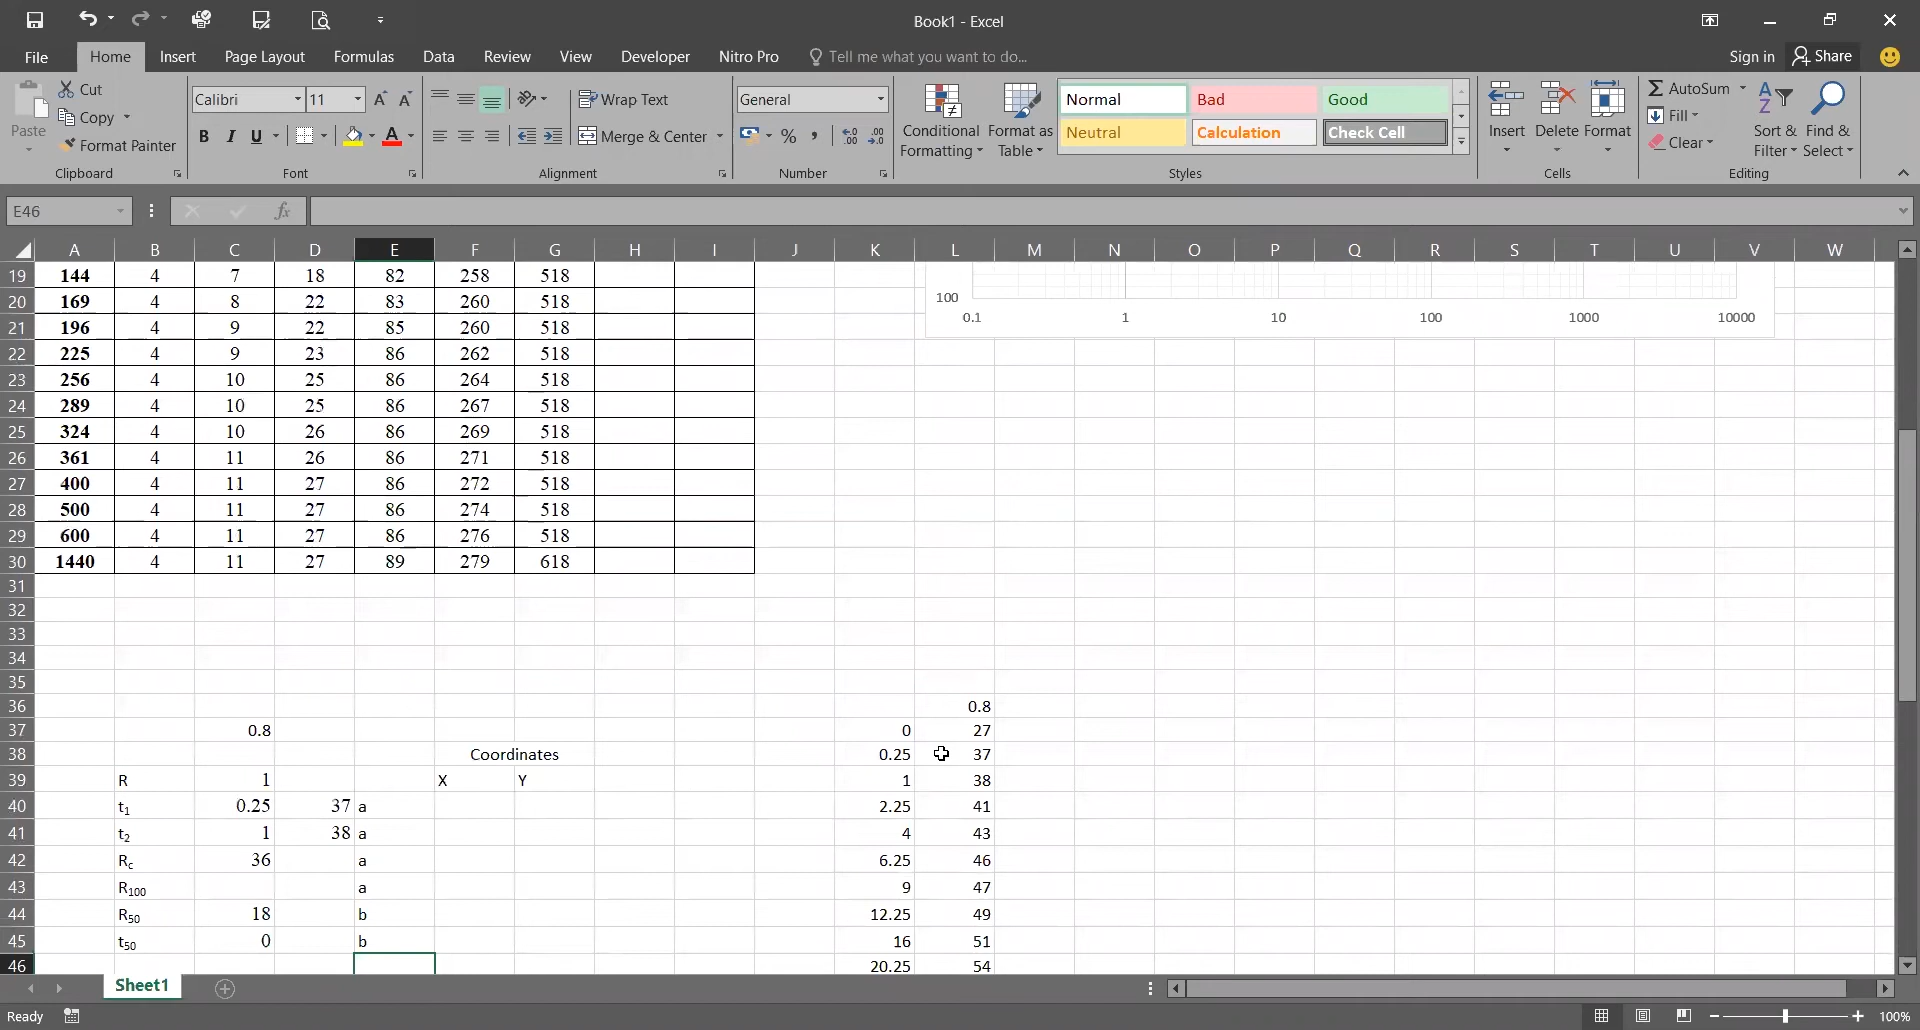 Book1 - Excel
File Home Insert Page Layout Formulas Data Review View Developer Nitro Pro Tell me what you want to do... Sign in Share
Paste
Cut
Copy
Format Painter
Clipboard
Calibri 11
B I U
Font
Wrap Text
Merge & Center
Alignment
General
% ,
Number
Conditional Formatting
Format as Table
Normal Bad Good
Neutral Calculation Check Cell
Styles
Insert Delete Format
Cells
AutoSum
Fill
Clear
Sort & Filter
Find & Select
Editing
E46 fx
A B C D E F G H I J K L M N O P Q R S T U V W
19 144 4 7 18 82 258 518
20 169 4 8 22 83 260 518 100
21 196 4 9 22 85 260 518 0.1 1 10 100 1000 10000
22 225 4 9 23 86 262 518
23 256 4 10 25 86 264 518
24 289 4 10 25 86 267 518
25 324 4 10 26 86 269 518
26 361 4 11 26 86 271 518
27 400 4 11 27 86 272 518
28 500 4 11 27 86 274 518
29 600 4 11 27 86 276 518
30 1440 4 11 27 89 279 618
31
32
33
34
35
36 0.8
37 0.8 0 27
38 Coordinates 0.25 37
39 R 1 X Y 1 38
40 t1 0.25 37 a 2.25 41
41 t2 1 38 a 4 43
42 Rc 36 a 6.25 46
43 R100 a 9 47
44 R50 18 b 12.25 49
45 t50 0 b 16 51
46 20.25 54
Sheet1
Ready 100%